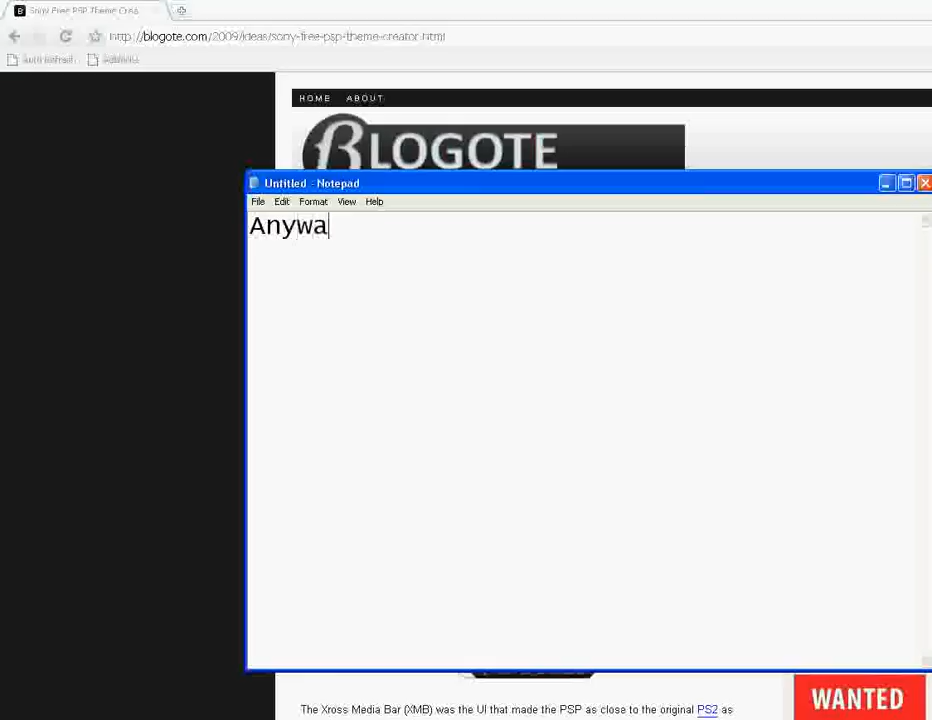 Sony Free PSP Theme Crea
http://blogote.com/2009/ideas/sony-free-psp-theme-creator.html
Auto Refresh
HOME ABOUT
BLOGOTE
Untitled - Notepad
File Edit Format View Help
Anywa
The Xross Media Bar (XMB) was the UI that made the PSP as close to the original PS2 as
WANTED